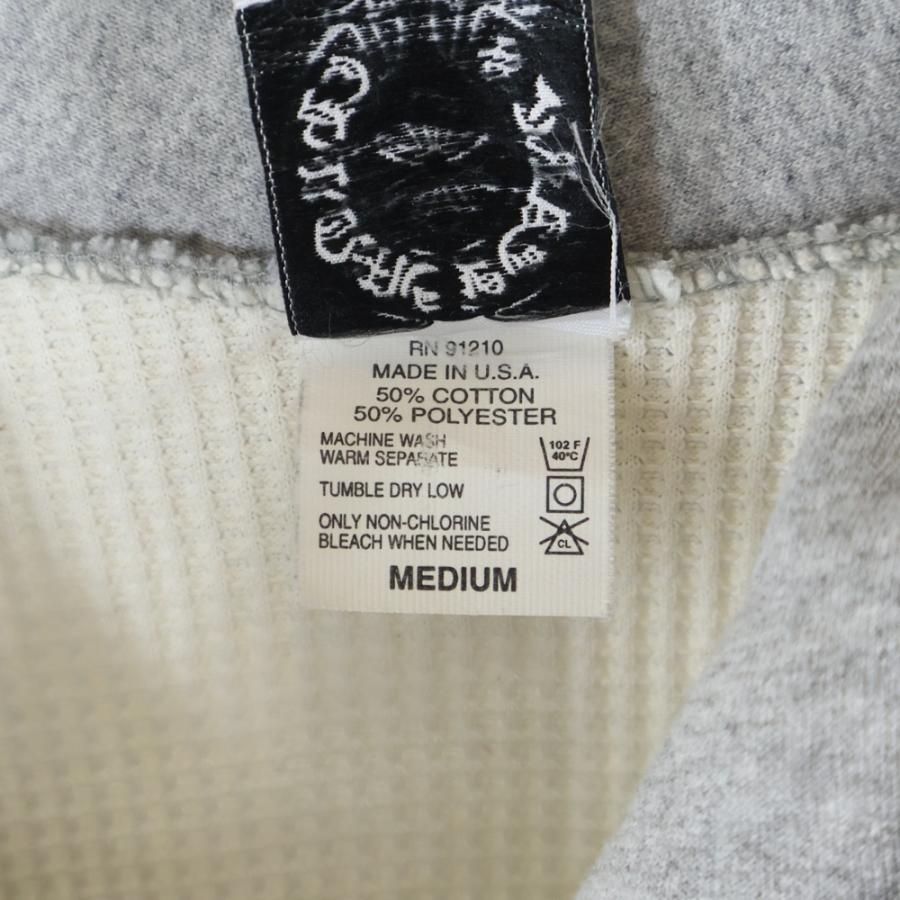 RN 91210
MADE IN U.S.A.
50% COTTON
50% POLYESTER
MACHINE WASH
WARM SEPARATE
102 F
40°C
TUMBLE DRY LOW
ONLY NON-CHLORINE
BLEACH WHEN NEEDED
CL
MEDIUM